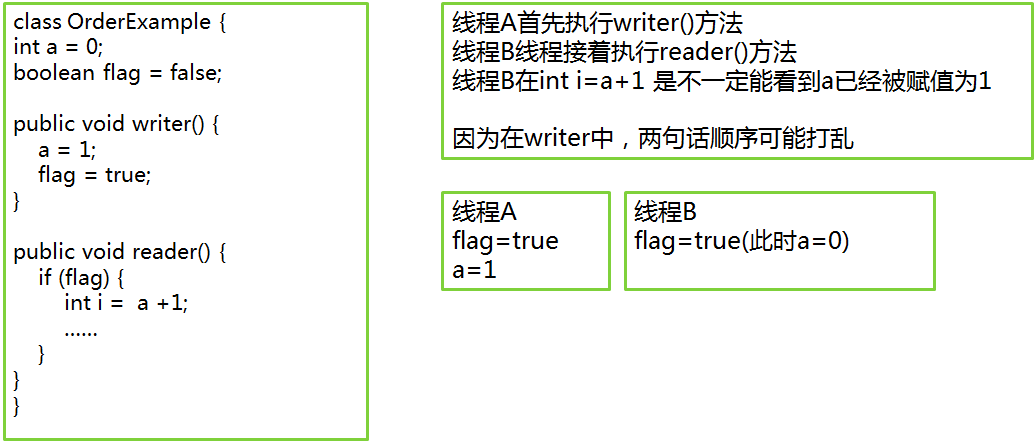 class OrderExample {
int a = 0;
boolean flag = false;
public void writer() {
a = 1;
flag = true;
}
public void reader() {
if (flag) {
int i =  a +1;
……
}
}
}
线程A首先执行writer()方法
线程B线程接着执行reader()方法
线程B在int i=a+1 是不一定能看到a已经被赋值为1
因为在writer中，两句话顺序可能打乱
线程A
flag=true
a=1
线程B
flag=true(此时a=0)